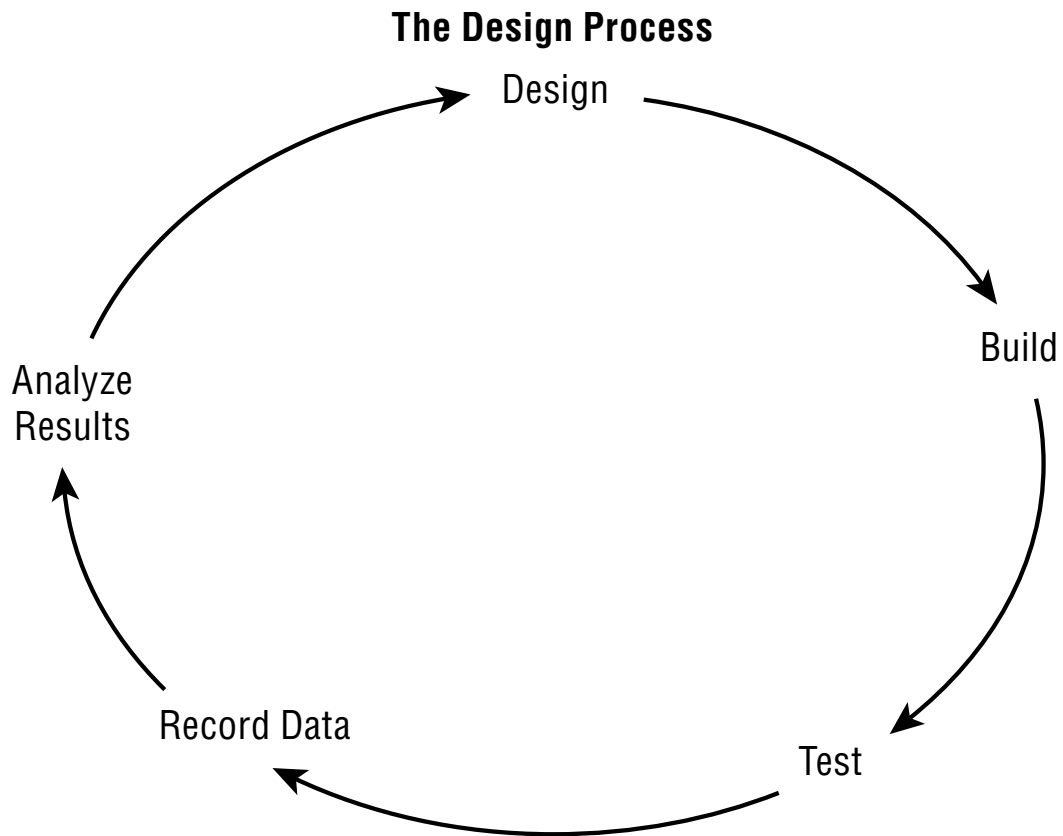 The Design Process
Design
Build
Test
Record Data
Analyze
Results